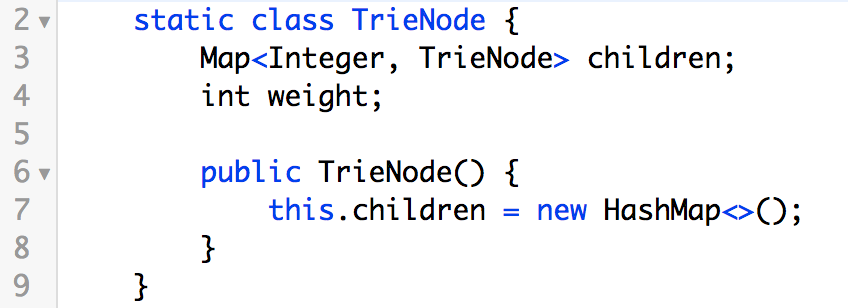 2 ▼ static class TrieNode {
3 Map<Integer, TrieNode> children;
4 int weight;
5
6 ▼ public TrieNode() {
7 this.children = new HashMap<>();
8 }
9 }